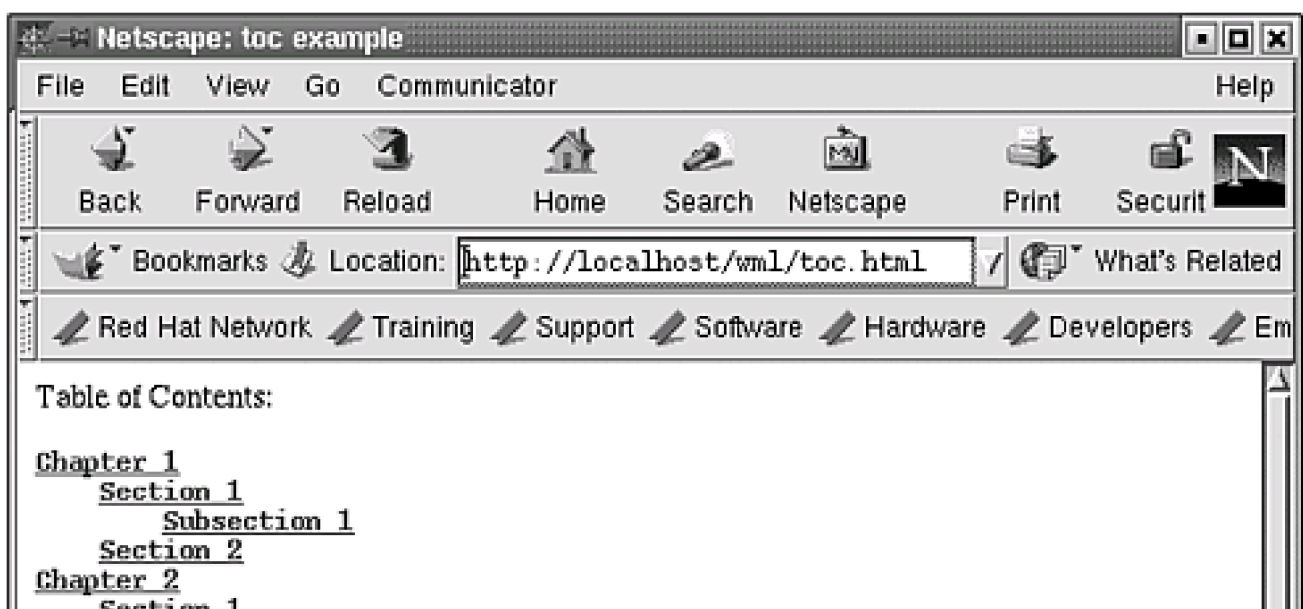 Netscape: toc example
File Edit View Go Communicator Help
Back Forward Reload Home Search Netscape Print Securit N
Bookmarks Location: http://localhost/wml/toc.html What's Related
Red Hat Network Training Support Software Hardware Developers Em
Table of Contents:
Chapter 1
Section 1
Subsection 1
Section 2
Chapter 2
Section 1